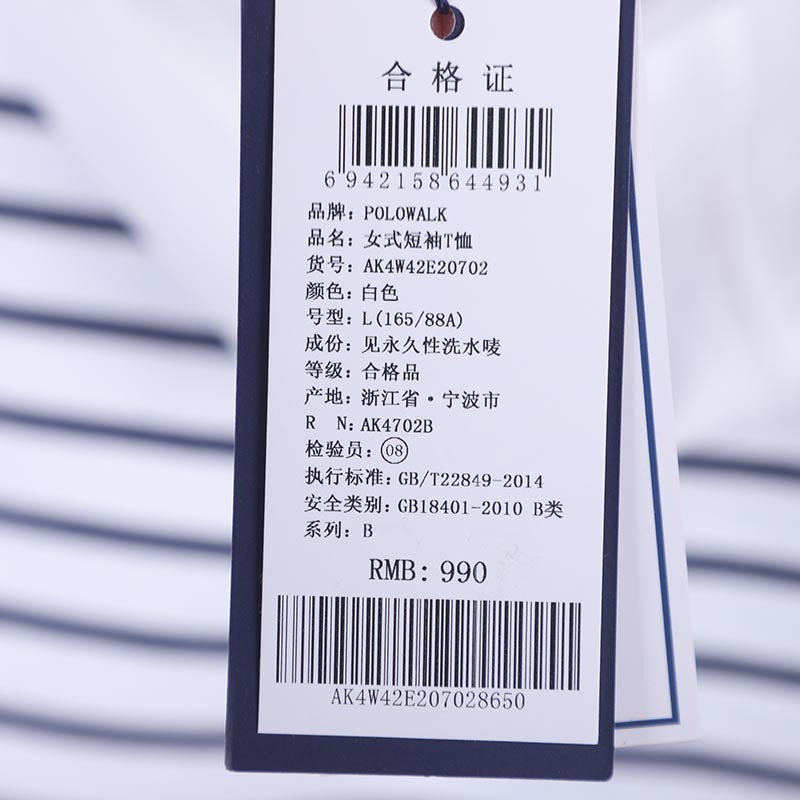 合格证
6942158644931
品牌: POLOWALK
品名: 女式短袖T恤
货号: AK4W42E20702
颜色: 白色
号型: L(165/88A)
成份: 见永久性洗水唛
等级: 合格品
产地: 浙江省·宁波市
R N: AK4702B
检验员: 08
执行标准: GB/T22849-2014
安全类别: GB18401-2010 B类
系列: B
RMB: 990
AK4W42E207028650